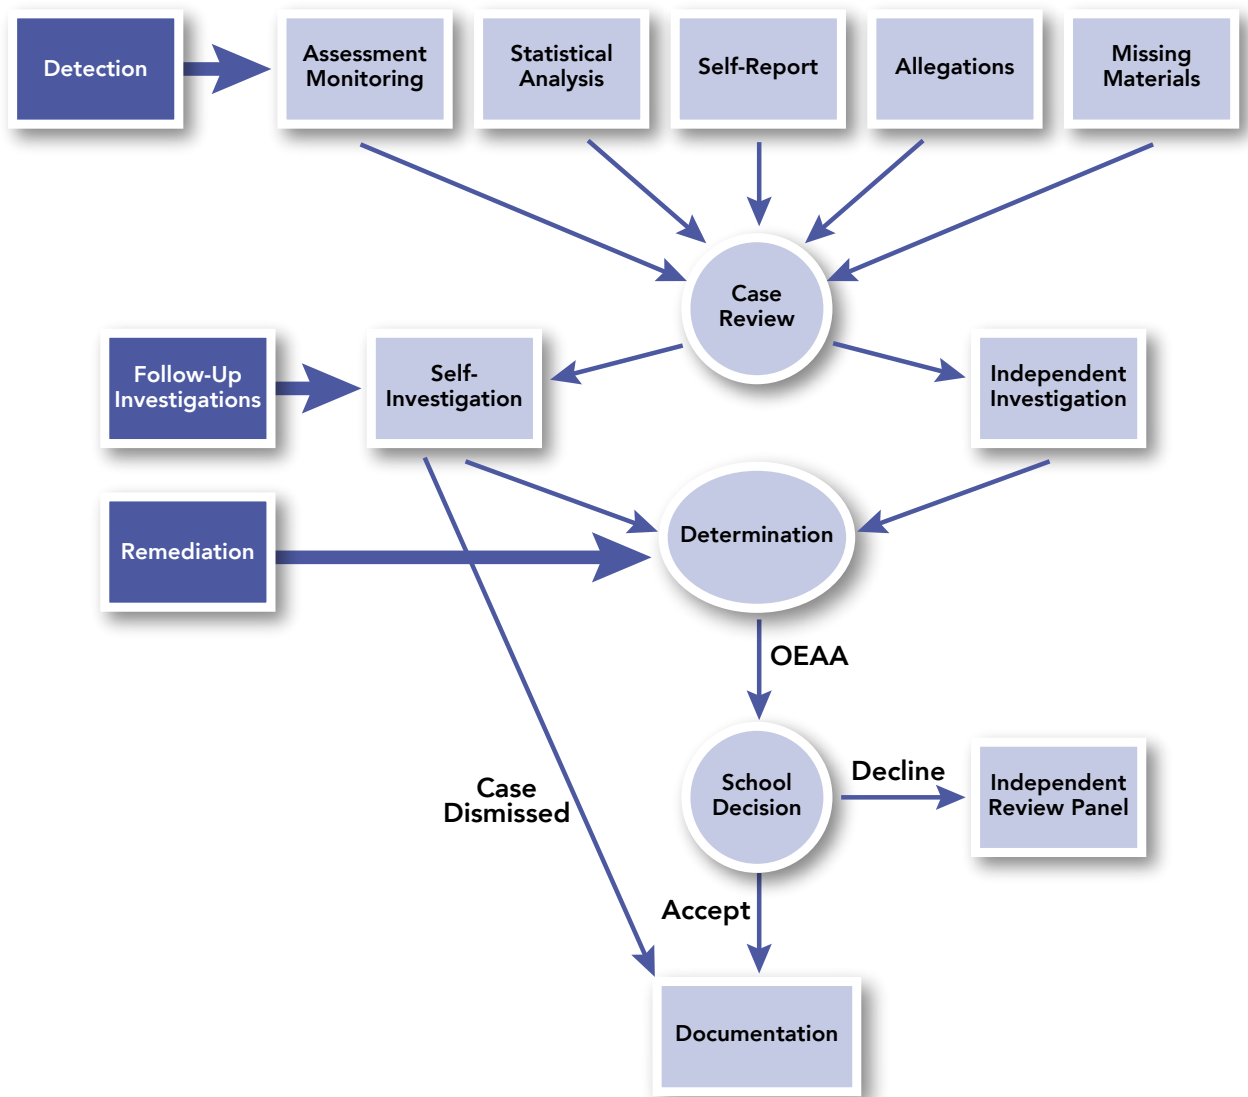 Detection
Assessment
Monitoring
Statistical
Analysis
Self-Report
Allegations
Missing
Materials
Case
Review
Follow-Up
Investigations
Self-
Investigation
Independent
Investigation
Remediation
Determination
OEAA
School
Decision
Decline
Independent
Review Panel
Case
Dismissed
Accept
Documentation